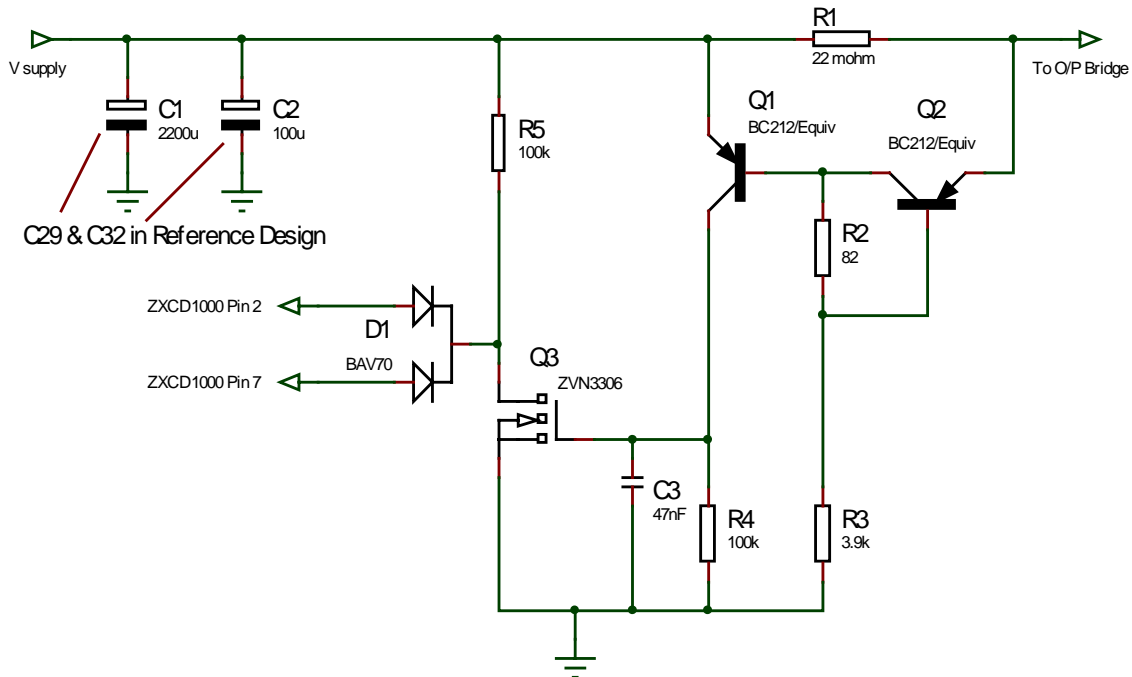 R1
22 mohm
V supply
To O/P Bridge
C1
2200u
C2
100u
R5
100k
Q1
BC212/Equiv
Q2
BC212/Equiv
C29 & C32 in Reference Design
R2
82
ZXCD1000 Pin 2
D1
BAV70
ZXCD1000 Pin 7
Q3
ZVN3306
C3
47nF
R4
100k
R3
3.9k